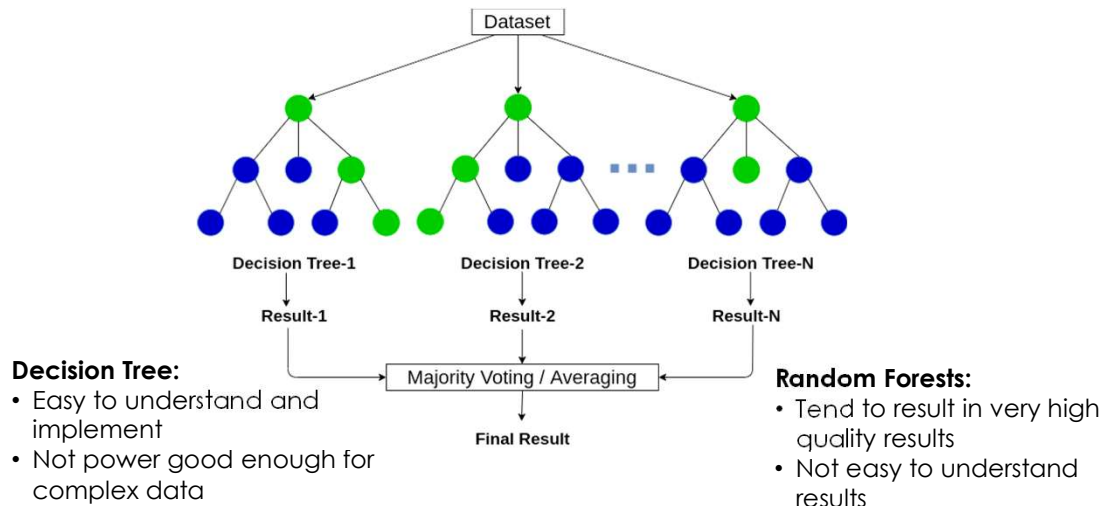 Dataset
Decision Tree-1
Decision Tree-2
Decision Tree-N
Result-1
Result-2
Result-N
Majority Voting / Averaging
Final Result
Decision Tree:
• Easy to understand and
implement
• Not power good enough for
complex data
Random Forests:
• Tend to result in very high
quality results
• Not easy to understand
results